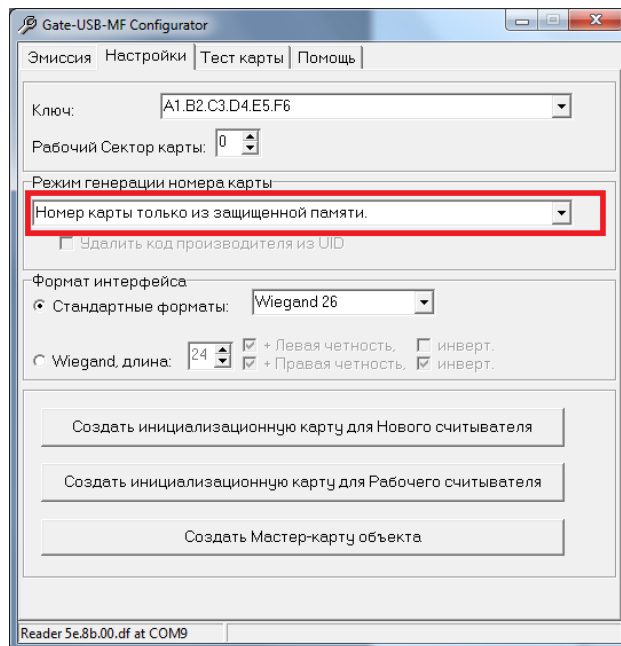 Gate-USB-MF Configurator
Эмиссия Настройки Тест карты Помощь
Ключ: A1.B2.C3.D4.E5.F6
Рабочий Сектор карты: 0
Режим генерации номера карты
Номер карты только из защищенной памяти.
Удалить код производителя из UID
Формат интерфейса
Стандартные форматы: Wiegand 26
+ Левая четность, инверт.
Wiegand, длина: 24
+ Правая четность, инверт.
Создать инициализационную карту для Нового считывателя
Создать инициализационную карту для Рабочего считывателя
Создать Мастер-карту объекта
Reader 5e.8b.00.df at COM9